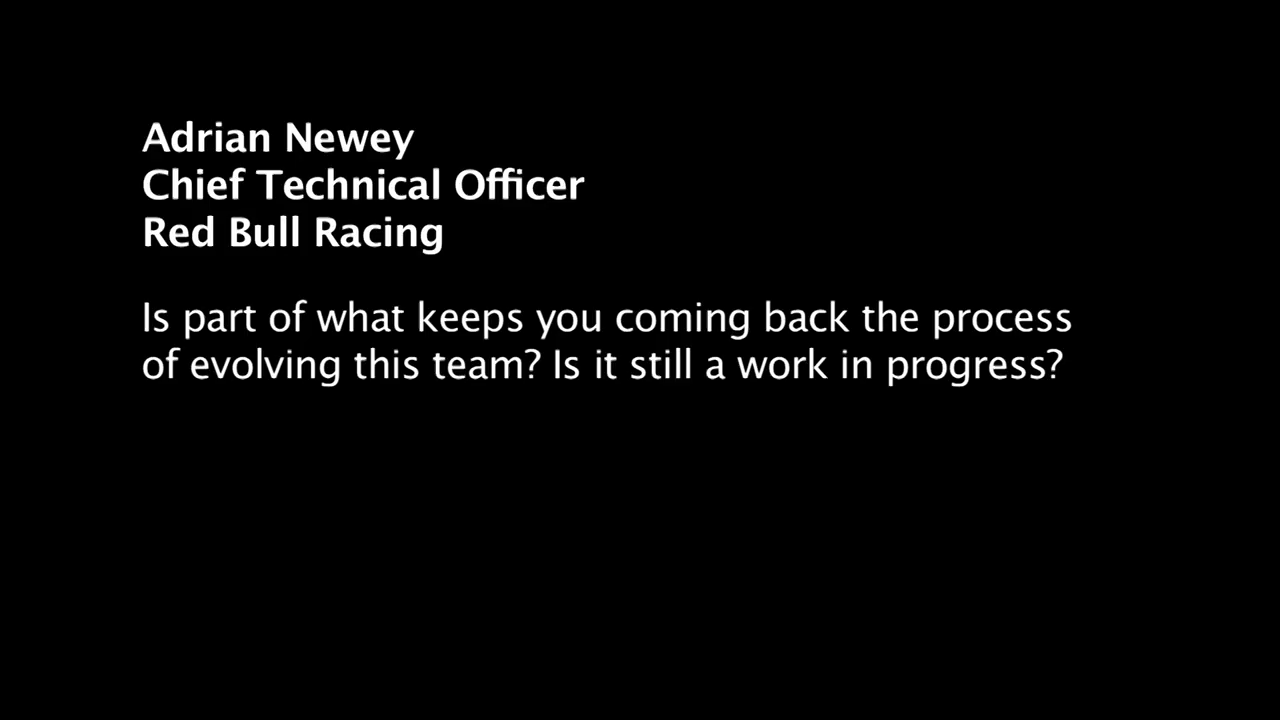 Adrian Newey
Chief Technical Officer
Red Bull Racing
Is part of what keeps you coming back the process
of evolving this team? Is it still a work in progress?